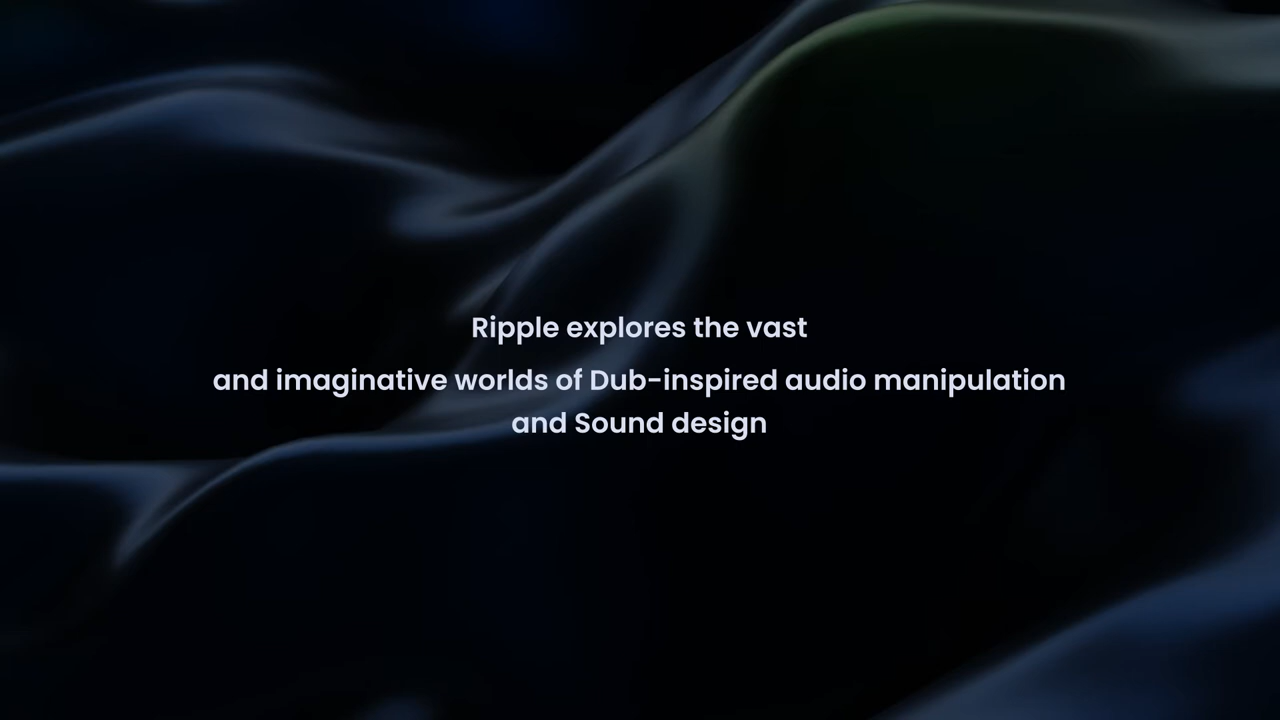 Ripple explores the vast
and imaginative worlds of Dub-inspired audio manipulation
and Sound design